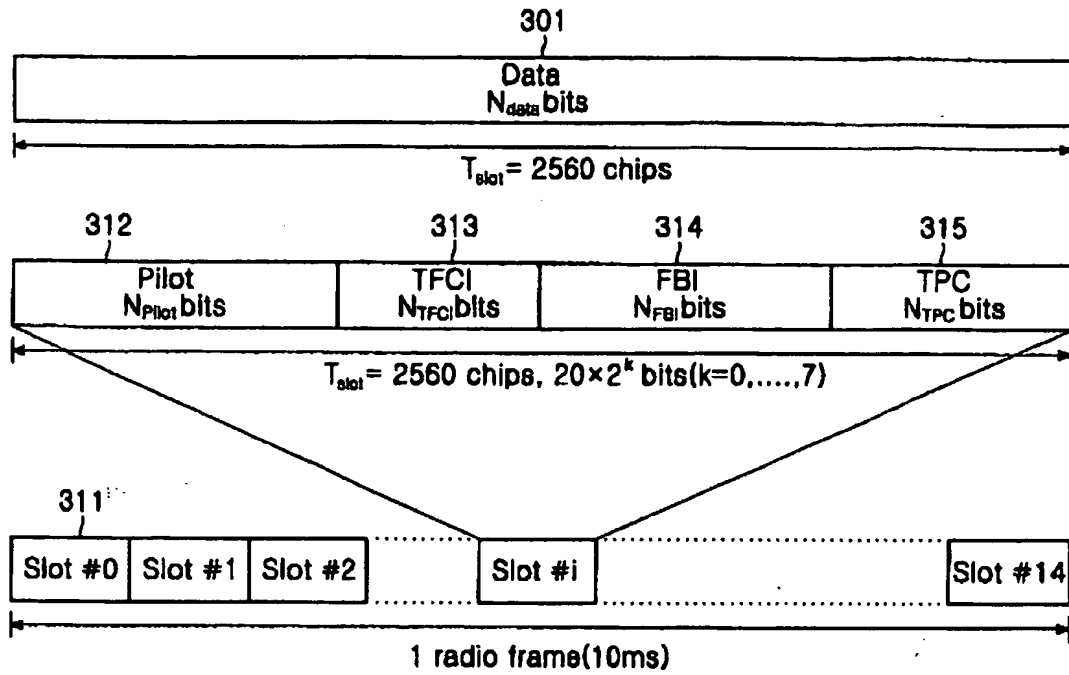 301
Data
N_data bits
T_slot = 2560 chips
312 313 314 315
Pilot TFCI FBI TPC
N_Pilot bits N_TFCI bits N_FBI bits N_TPC bits
T_slot = 2560 chips, 20×2^k bits(k=0,....,7)
311
Slot #0 Slot #1 Slot #2 Slot #i Slot #14
1 radio frame(10ms)